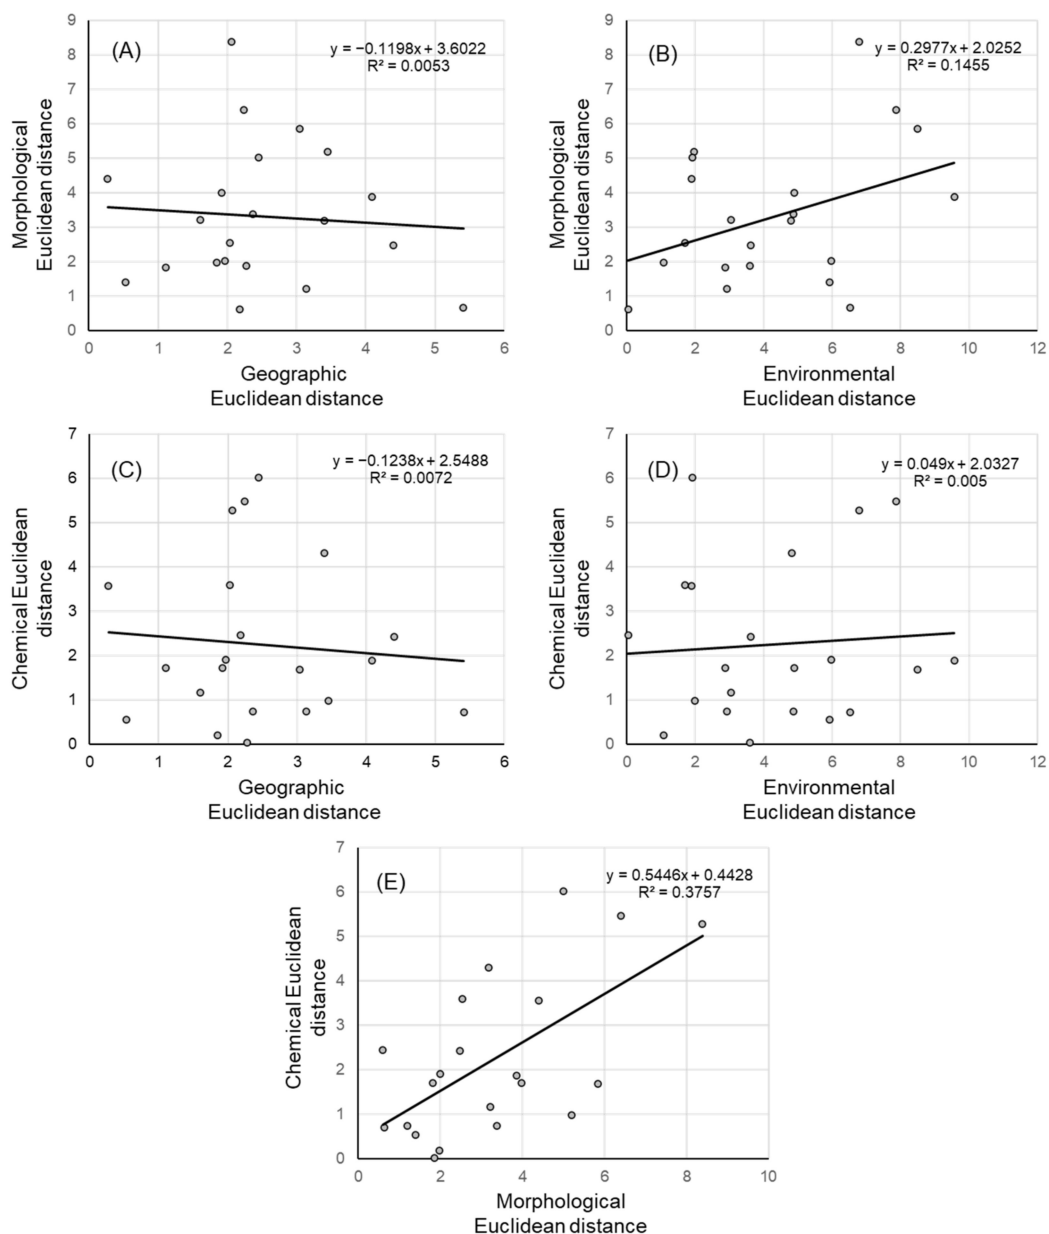 (A)
y = −0.1198x + 3.6022
R² = 0.0053
9
8
7
6
5
4
3
2
1
0
Morphological
Euclidean distance
0 1 2 3 4 5 6
Geographic
Euclidean distance
(B)
y = 0.2977x + 2.0252
R² = 0.1455
9
8
7
6
5
4
3
2
1
0
Morphological
Euclidean distance
0 2 4 6 8 10 12
Environmental
Euclidean distance
(C)
y = −0.1238x + 2.5488
R² = 0.0072
7
6
5
4
3
2
1
0
Chemical Euclidean
distance
0 1 2 3 4 5 6
Geographic
Euclidean distance
(D)
y = 0.049x + 2.0327
R² = 0.005
7
6
5
4
3
2
1
0
Chemical Euclidean
distance
0 2 4 6 8 10 12
Environmental
Euclidean distance
(E)
y = 0.5446x + 0.4428
R² = 0.3757
7
6
5
4
3
2
1
0
Chemical Euclidean
distance
0 2 4 6 8 10
Morphological
Euclidean distance